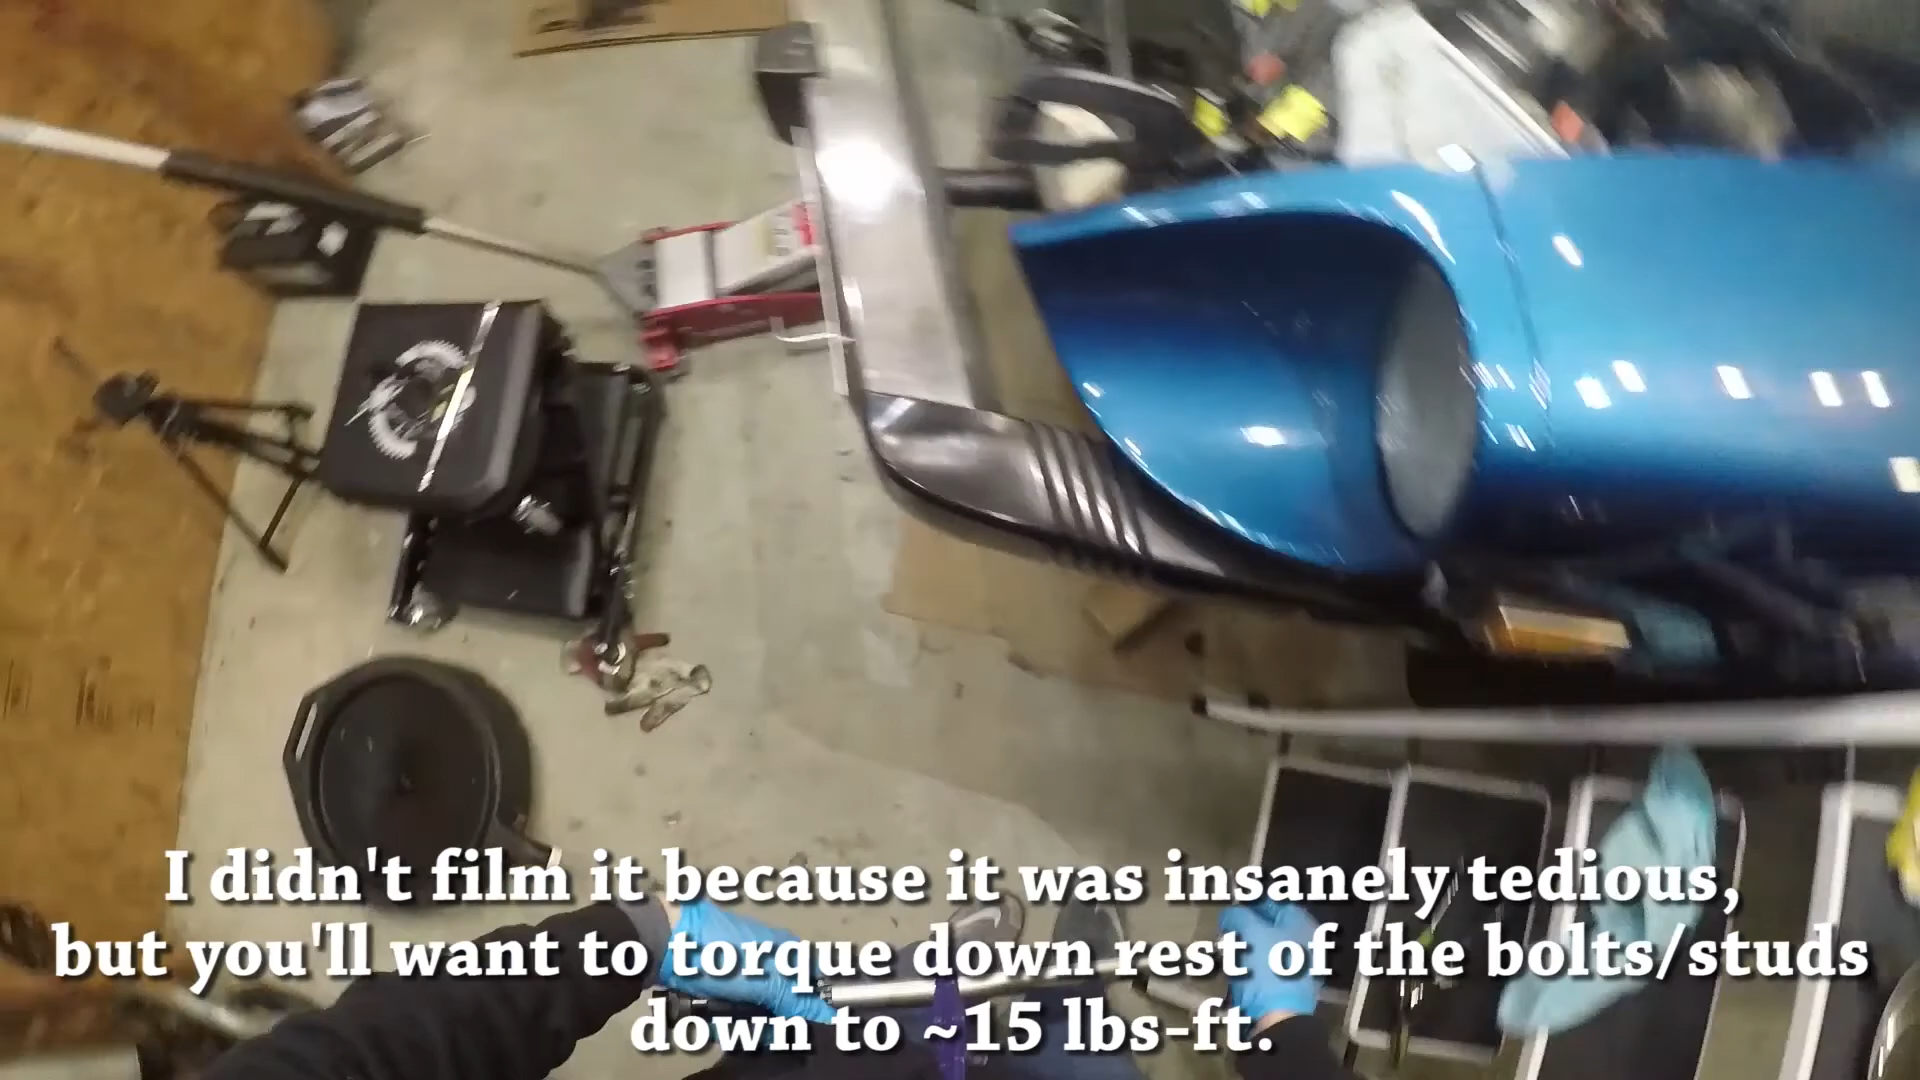 I didn't film it because it was insanely tedious,
but you'll want to torque down rest of the bolts/studs
down to ~15 lbs-ft.